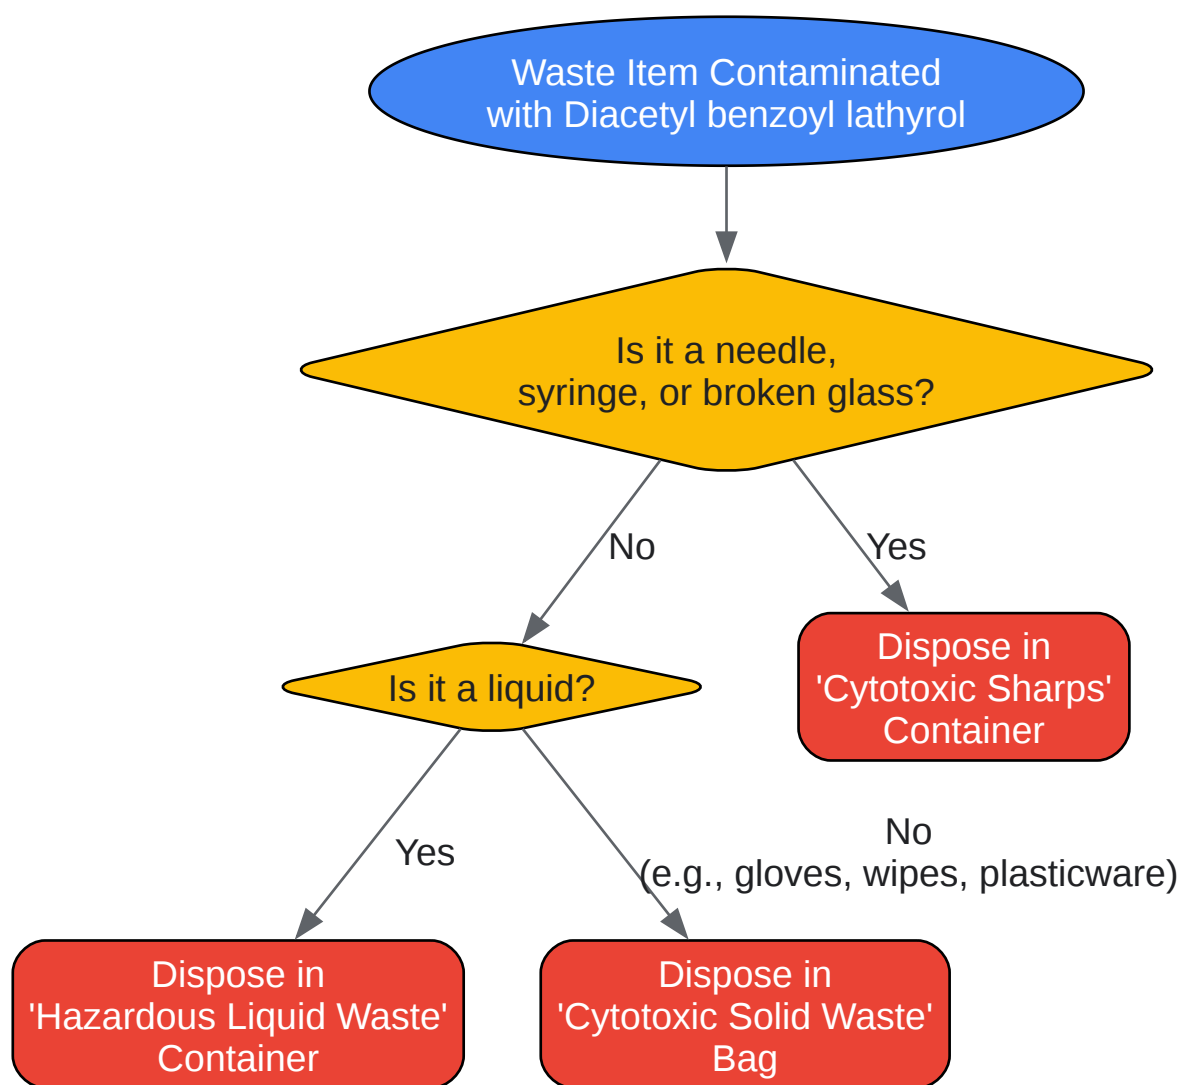 Waste Item Contaminated
with Diacetyl benzoyl lathyrol
Is it a needle,
syringe, or broken glass?
No
Yes
Dispose in
'Cytotoxic Sharps'
Container
Is it a liquid?
Yes
No
(e.g., gloves, wipes, plasticware)
Dispose in
'Hazardous Liquid Waste'
Container
Dispose in
'Cytotoxic Solid Waste'
Bag